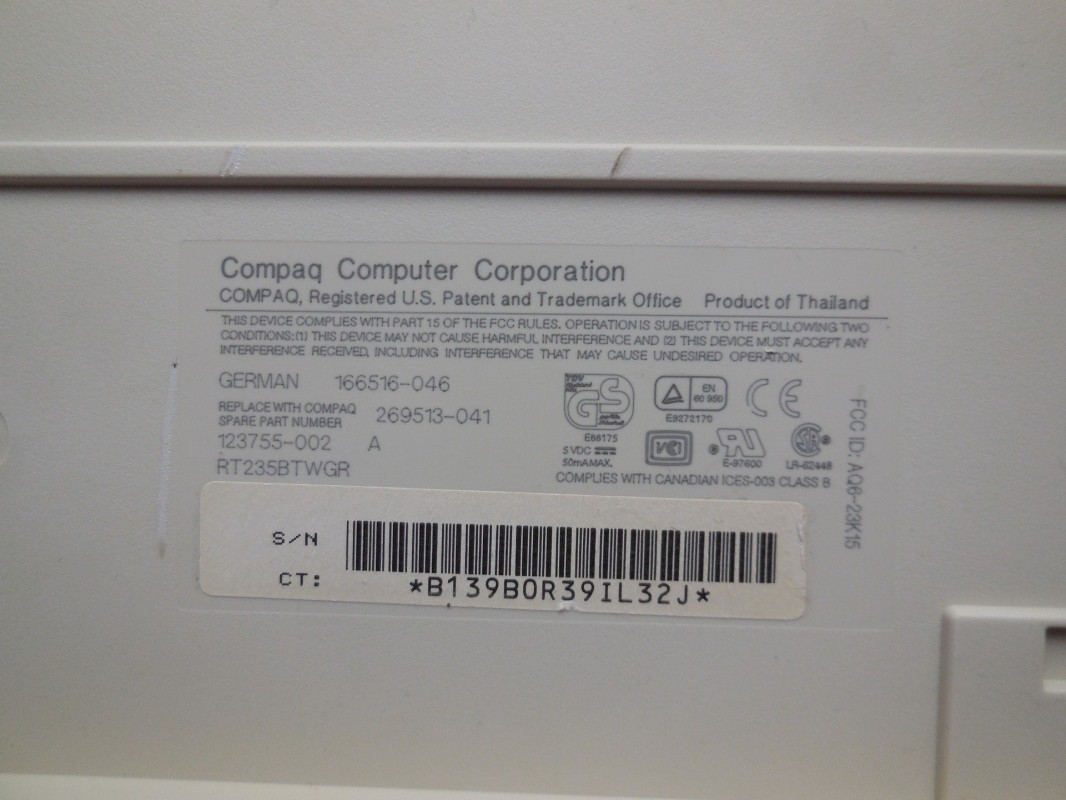 Compaq Computer Corporation
COMPAQ, Registered U.S. Patent and Trademark Office Product of Thailand
THIS DEVICE COMPLIES WITH PART 15 OF THE FCC RULES. OPERATION IS SUBJECT TO THE FOLLOWING TWO
CONDITIONS:(1) THIS DEVICE MAY NOT CAUSE HARMFUL INTERFERENCE AND (2) THIS DEVICE MUST ACCEPT ANY
INTERFERENCE RECEIVED, INCLUDING INTERFERENCE THAT MAY CAUSE UNDESIRED OPERATION.
GERMAN 166516-046
REPLACE WITH COMPAQ
SPARE PART NUMBER 269513-041
123755-002 A
RT235BTWGR
TÜV
GS
E88175
5 VDC
50mA MAX.
EN
60 950
E9272170
CE
VCI
E-97600
LR-62448
COMPLIES WITH CANADIAN ICES-003 CLASS B
FCC ID: AQ6-23K15
S/N
CT:
*B139B0R39IL32J*